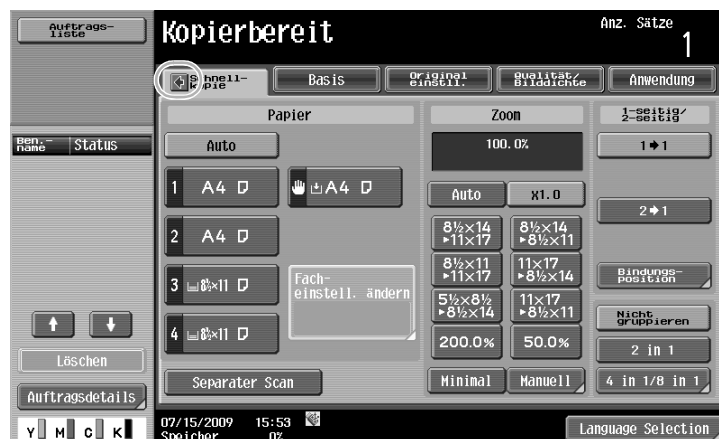 Auftrags-
liste
Kopierbereit
Anz. Sätze
1
Schnell-
kopie
Basis
Original
einstll.
Qualität/
Bilddichte
Anwendung
Ben.-
name
Status
Papier
Zoom
1-seitig/
2-seitig
Auto
100.0%
1→1
1 A4
A4
Auto
x1.0
2→1
2 A4
8½×14
▸11×17
8½×14
▸8½×11
3 8½×11
Fach-
einstell. ändern
8½×11
▸11×17
11×17
▸8½×14
Bindungs-
position
5½×8½
▸8½×14
11×17
▸8½×11
Nicht
gruppieren
4 8½×11
200.0%
50.0%
2 in 1
Löschen
Separater Scan
Minimal
Manuell
4 in 1/8 in 1
Auftragsdetails
Y M C K
07/15/2009 15:53
Speicher 0%
Language Selection